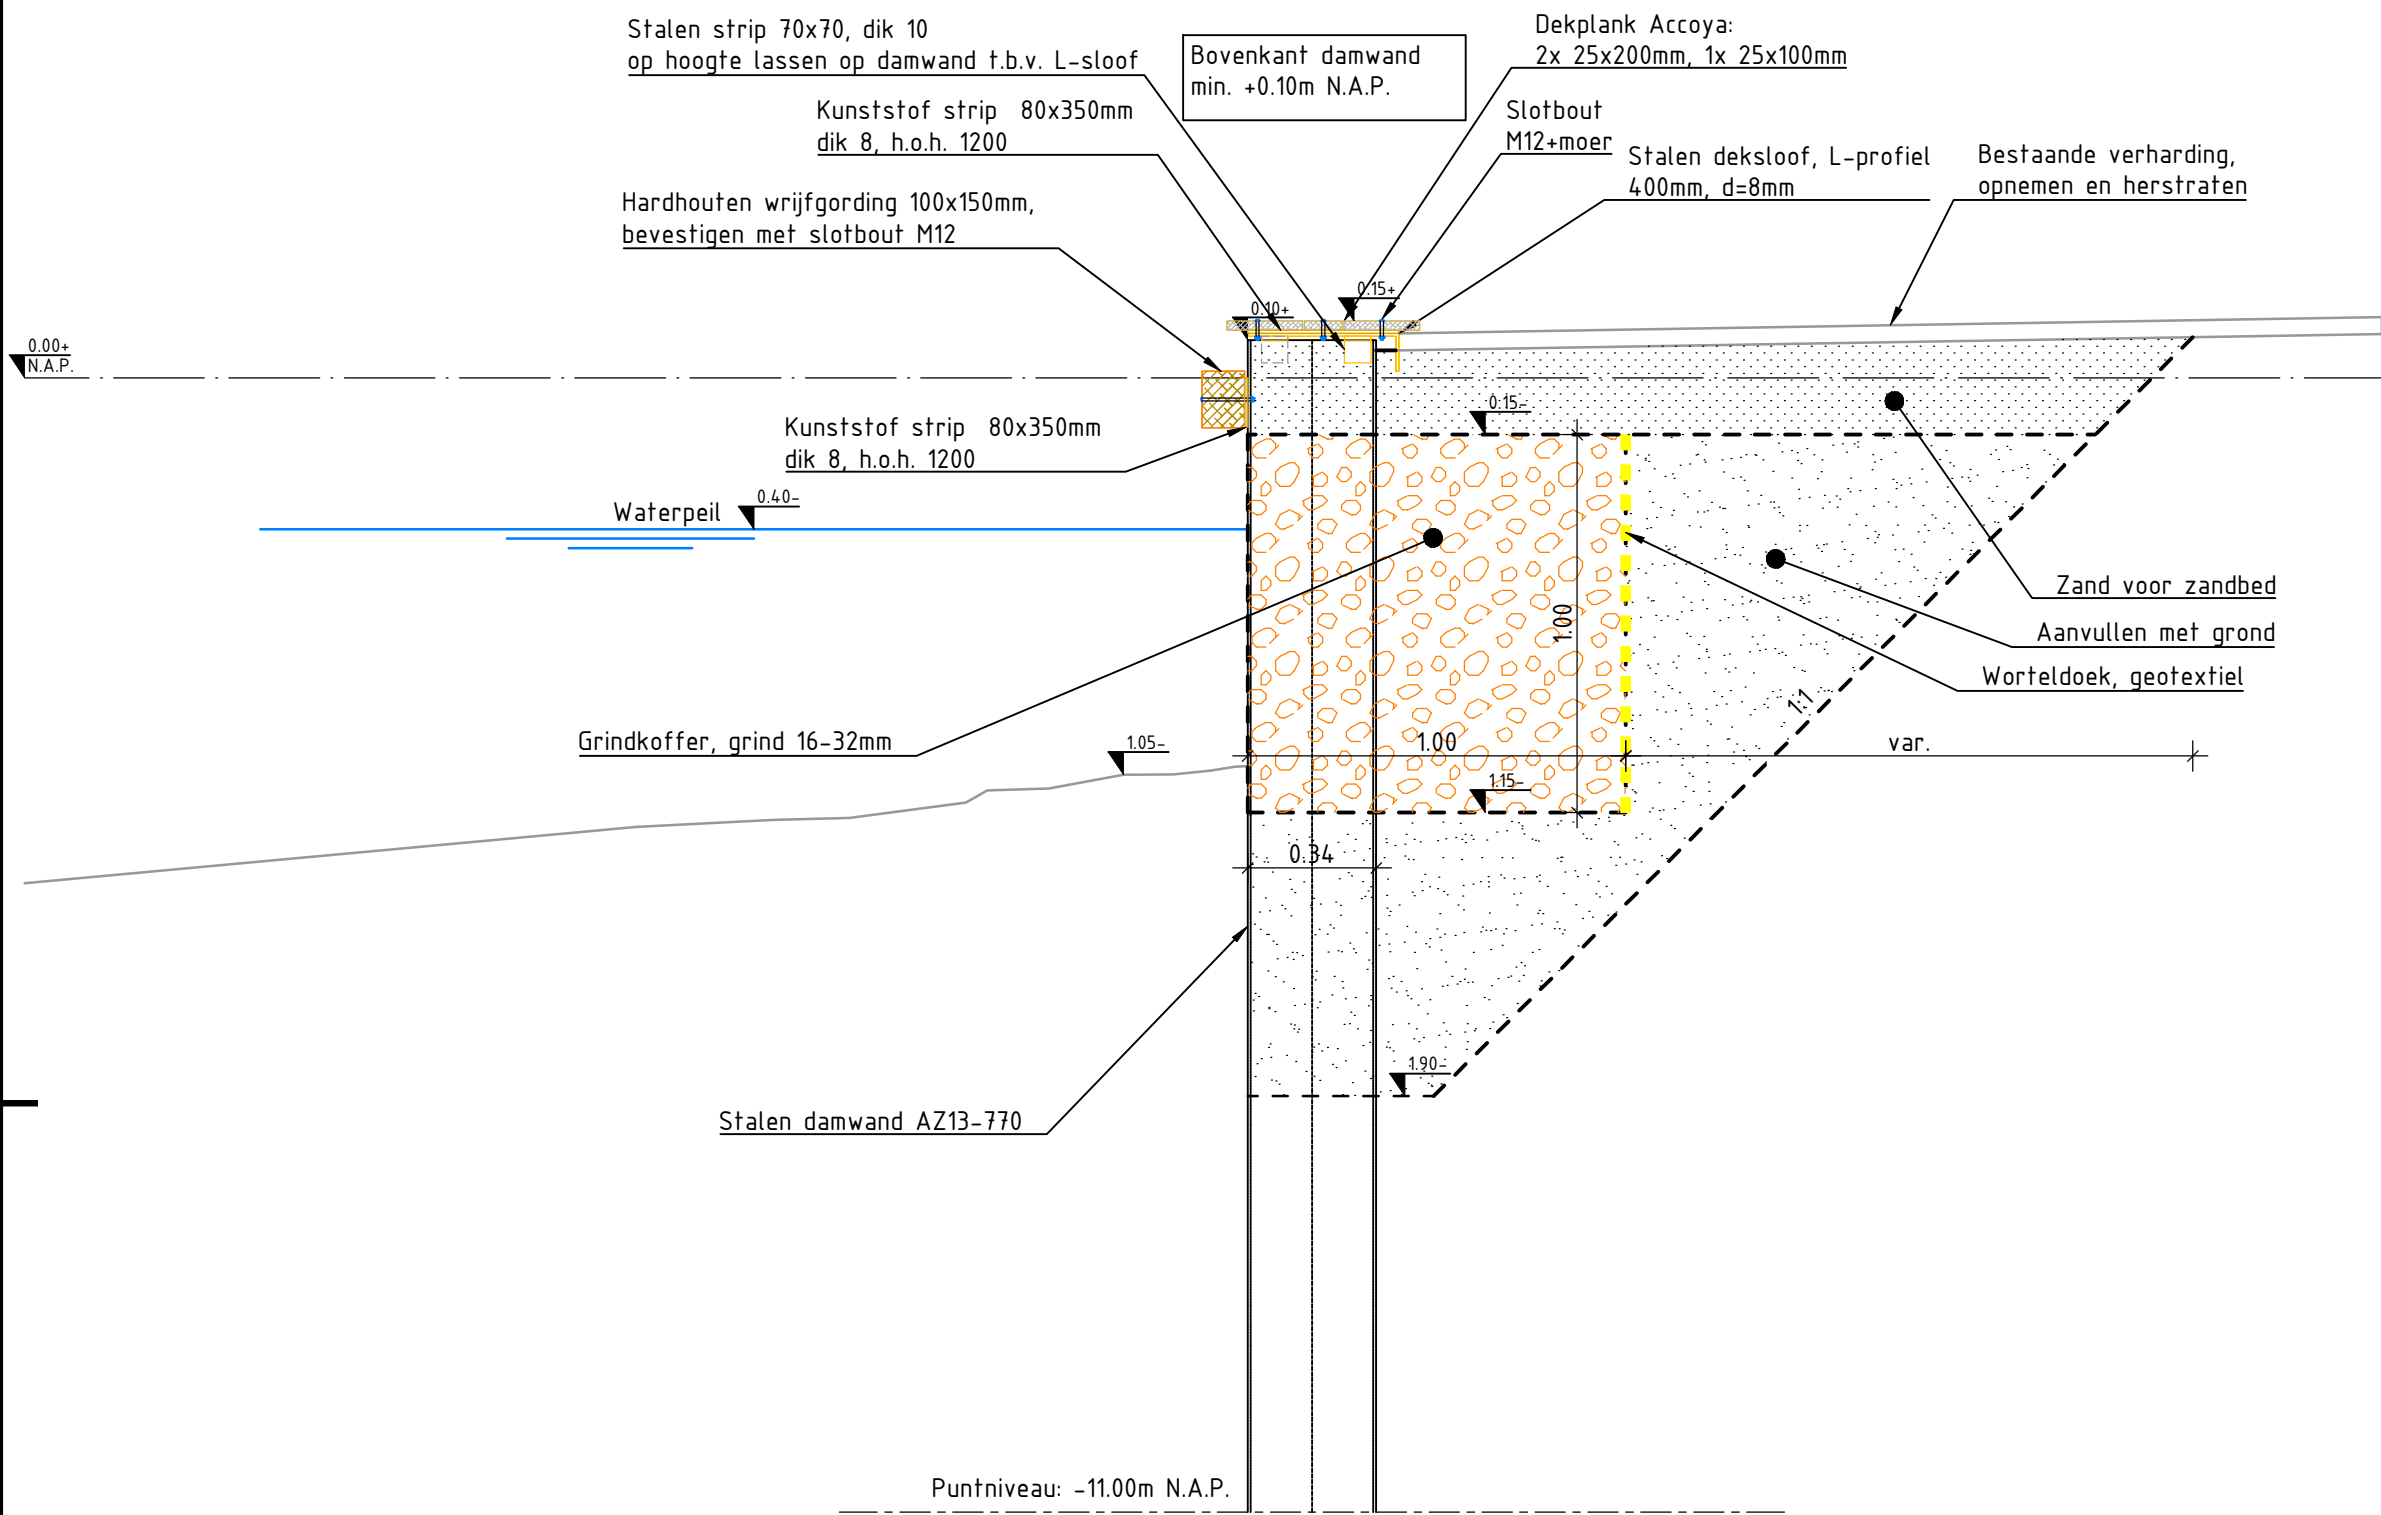 Stalen strip 70x70, dik 10
op hoogte lassen op damwand t.b.v. L-sloof
Bovenkant damwand
min. +0.10m N.A.P.
Dekplank Accoya:
2x 25x200mm, 1x 25x100mm
Kunststof strip 80x350mm
dik 8, h.o.h. 1200
Slotbout
M12+moer
Stalen deksloof, L-profiel
400mm, d=8mm
Bestaande verharding,
opnemen en herstraten
Hardhouten wrijfgording 100x150mm,
bevestigen met slotbout M12
0.15+
0.10+
0.00+
N.A.P.
0.15-
Kunststof strip 80x350mm
dik 8, h.o.h. 1200
Waterpeil
0.40-
Zand voor zandbed
1.00
Aanvullen met grond
Worteldoek, geotextiel
1:1
Grindkoffer, grind 16-32mm
1.05-
1.00
var.
1.15-
0.34
1.90-
Stalen damwand AZ13-770
Puntniveau: -11.00m N.A.P.